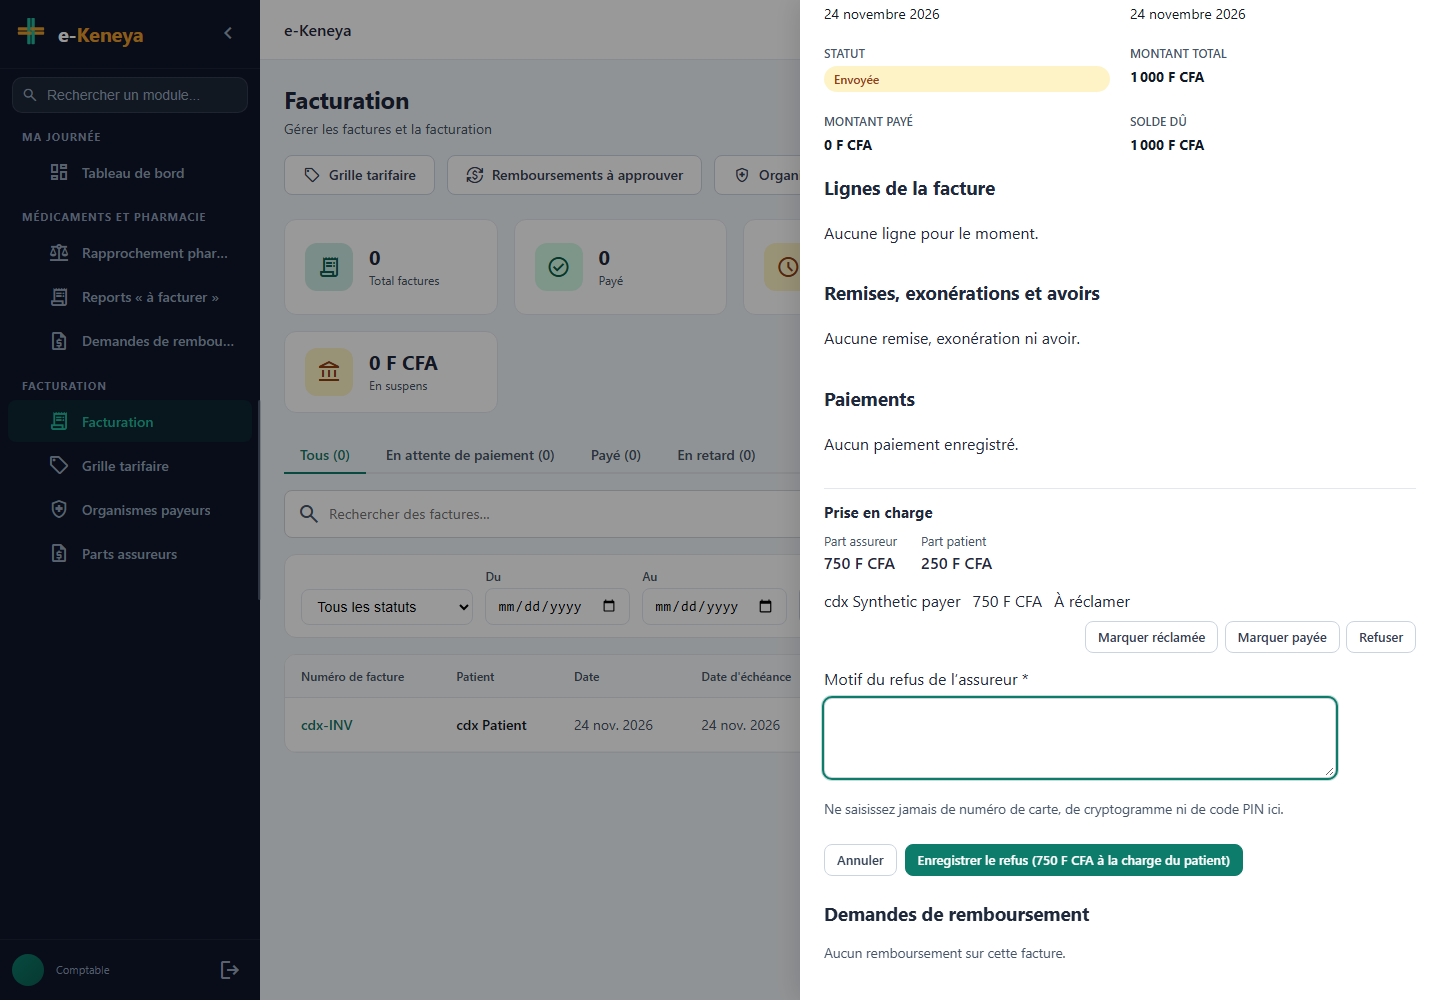 e-Keneya
Rechercher un module...
MA JOURNÉE
Tableau de bord
MÉDICAMENTS ET PHARMACIE
Rapprochement phar...
Reports « à facturer »
Demandes de rembou...
FACTURATION
Facturation
Grille tarifaire
Organismes payeurs
Parts assureurs
Comptable
e-Keneya
Facturation
Gérer les factures et la facturation
Grille tarifaire
Remboursements à approuver
Organ
0
Total factures
0
Payé
0 F CFA
En suspens
Tous (0)
En attente de paiement (0)
Payé (0)
En retard (0)
Rechercher des factures...
Du
Au
Tous les statuts
mm/dd/yyyy
mm/dd/yyyy
Numéro de facture
Patient
Date
Date d'échéance
cdx-INV
cdx Patient
24 nov. 2026
24 nov. 2026
24 novembre 2026
24 novembre 2026
STATUT
MONTANT TOTAL
Envoyée
1 000 F CFA
MONTANT PAYÉ
SOLDE DÛ
0 F CFA
1 000 F CFA
Lignes de la facture
Aucune ligne pour le moment.
Remises, exonérations et avoirs
Aucune remise, exonération ni avoir.
Paiements
Aucun paiement enregistré.
Prise en charge
Part assureur
Part patient
750 F CFA
250 F CFA
cdx Synthetic payer 750 F CFA À réclamer
Marquer réclamée
Marquer payée
Refuser
Motif du refus de l’assureur *
Ne saisissez jamais de numéro de carte, de cryptogramme ni de code PIN ici.
Annuler
Enregistrer le refus (750 F CFA à la charge du patient)
Demandes de remboursement
Aucun remboursement sur cette facture.